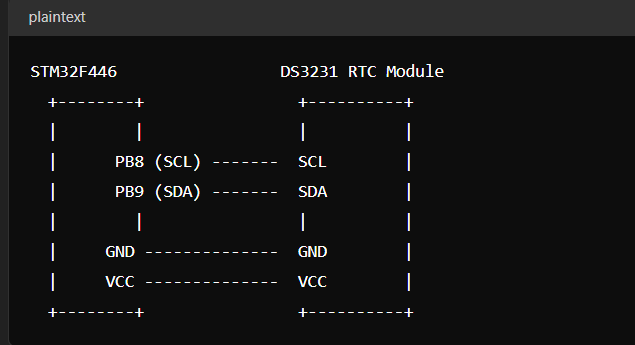 plaintext
STM32F446                 DS3231 RTC Module
  +--------+                +----------+
  |        |                |          |
  |      PB8 (SCL) -------  SCL        |
  |      PB9 (SDA) -------  SDA        |
  |        |                |          |
  |     GND --------------  GND        |
  |     VCC --------------  VCC        |
  +--------+                +----------+